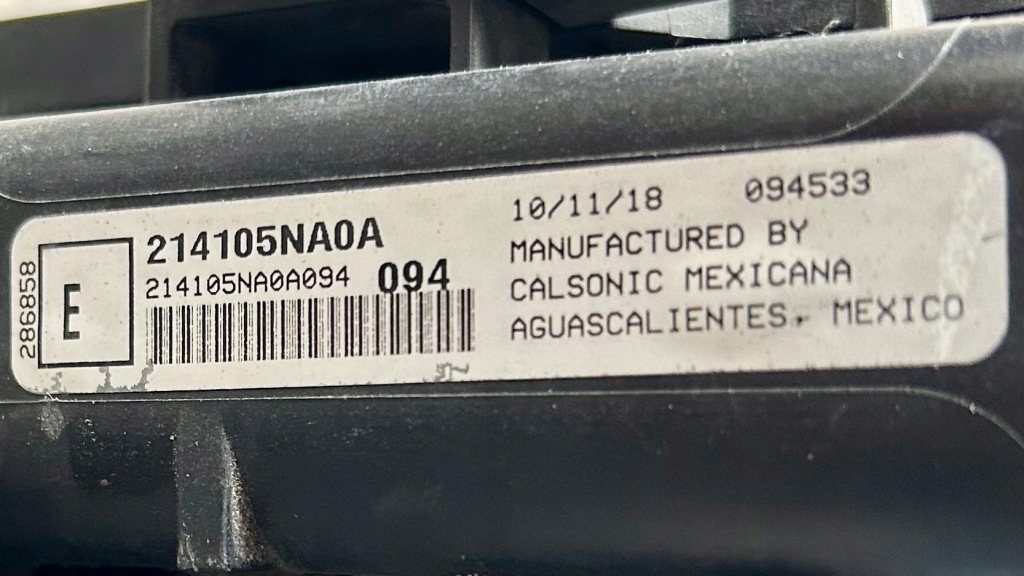 286858
E
214105NA0A
214105NA0A094 094
10/11/18 094533
MANUFACTURED BY
CALSONIC MEXICANA
AGUASCALIENTES, MEXICO